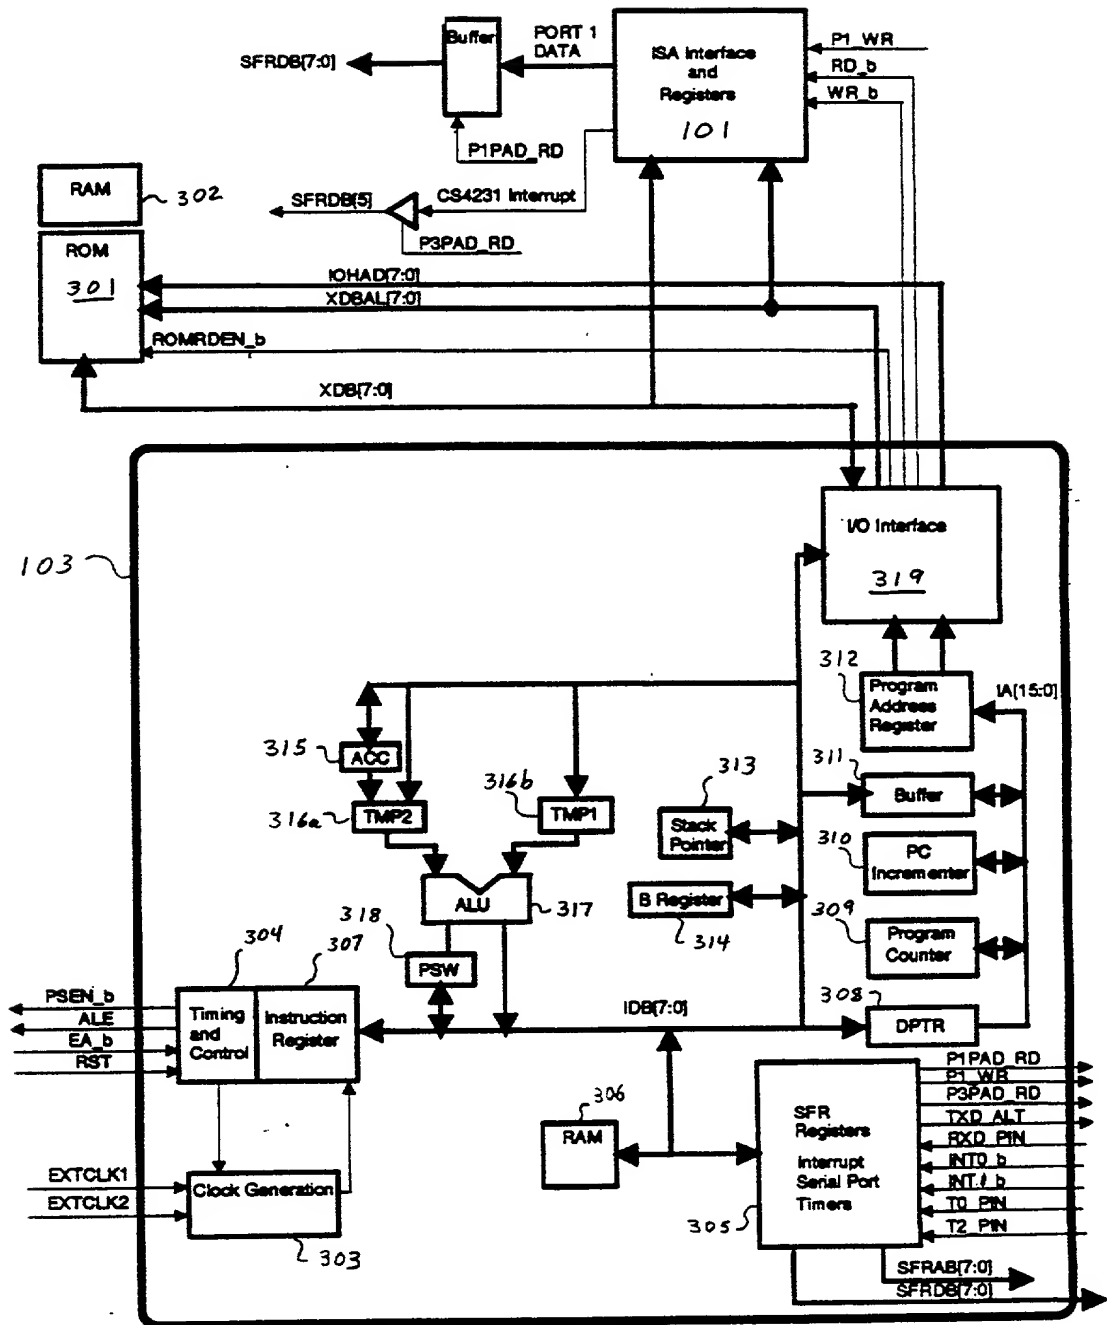 Buffer
PORT 1
DATA
SFRDB[7:0]
P1PAD_RD
ISA Interface
and
Registers
101
P1_WR
RD_b
WR_b
RAM
302
SFRDB[5]
CS4231 Interrupt
P3PAD_RD
ROM
301
IOHAD[7:0]
XDBAL[7:0]
ROMRDEN_b
XDB[7:0]
103
I/O Interface
319
312
Program
Address
Register
IA[15:0]
311
Buffer
310
PC
Incrementer
309
Program
Counter
308
DPTR
315
ACC
316a
TMP2
316b
TMP1
313
Stack
Pointer
B Register
314
ALU
317
318
PSW
304
307
Timing
and
Control
Instruction
Register
PSEN_b
ALE
EA_b
RST
IDB[7:0]
306
RAM
SFR
Registers
Interrupt
Serial Port
Timers
305
P1PAD_RD
P1_WR
P3PAD_RD
TXD_ALT
RXD_PIN
INT0_b
T0_PIN
T2_PIN
EXTCLK1
EXTCLK2
Clock Generation
303
SFRAB[7:0]
SFRDB[7:0]